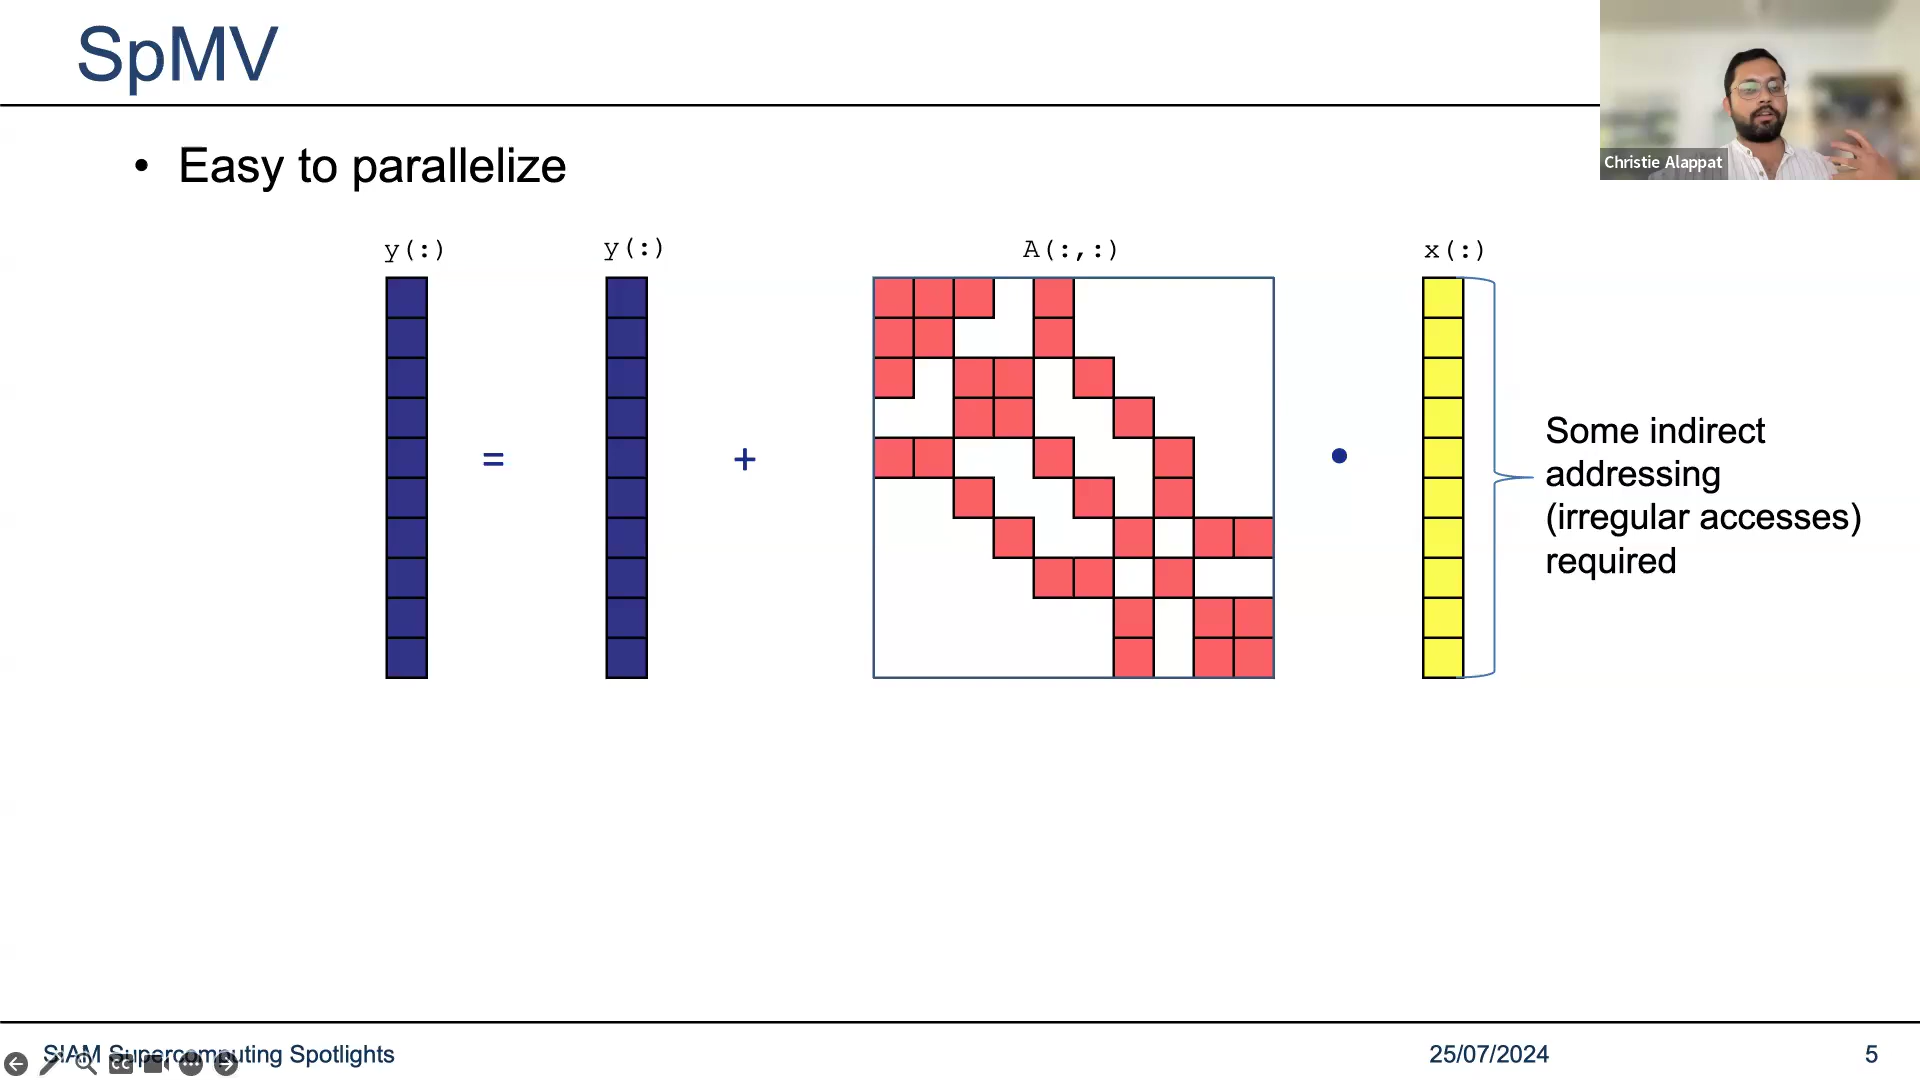 SpMV
Christie Alappat
• Easy to parallelize
y(:)
y(:)
A(:,:)
x(:)
=
+
•
Some indirect
addressing
(irregular accesses)
required
SIAM Supercomputing Spotlights
CC
25/07/2024
5